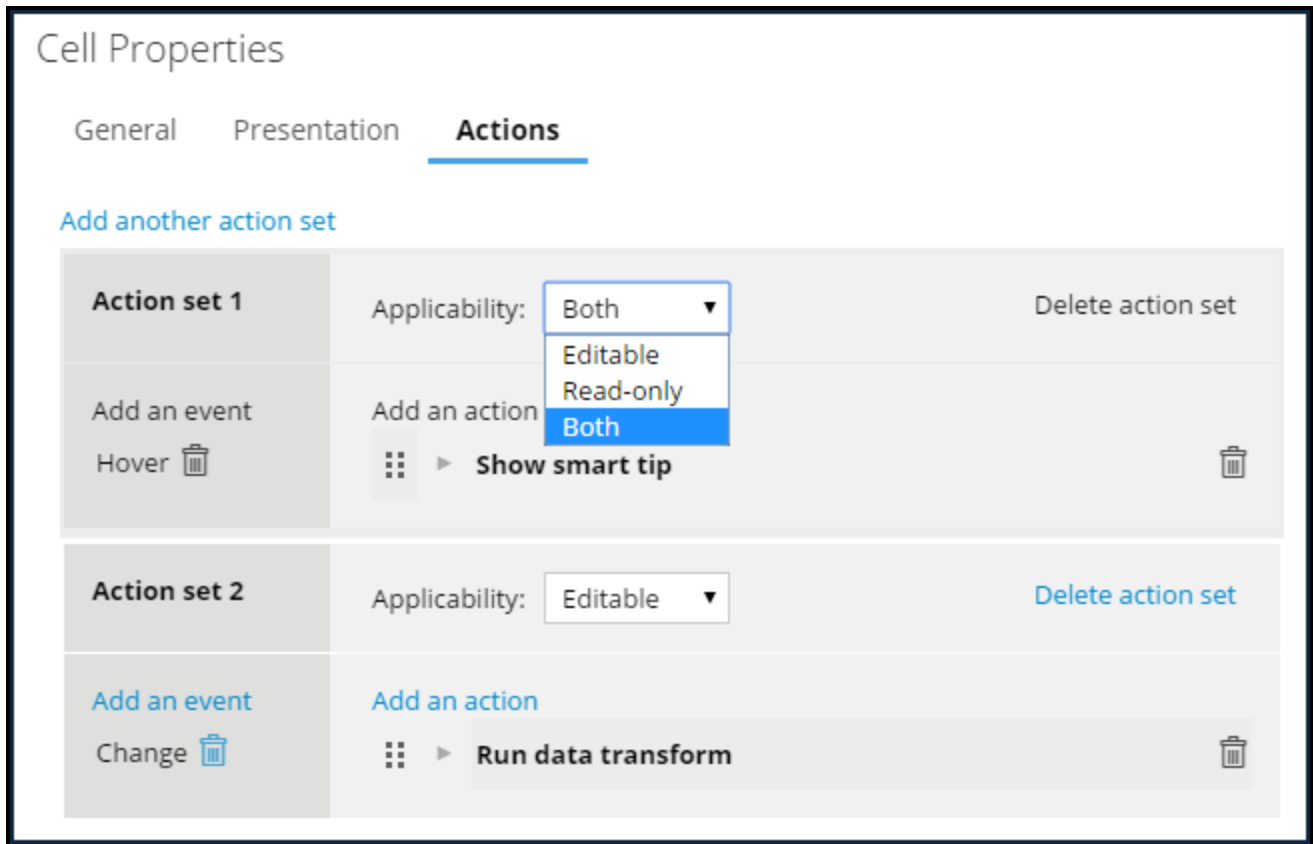 Cell Properties
General Presentation Actions
Add another action set
Action set 1 Applicability: Both Delete action set
Editable
Read-only
Both
Add an event Add an action
Hover Show smart tip
Action set 2 Applicability: Editable Delete action set
Add an event Add an action
Change Run data transform